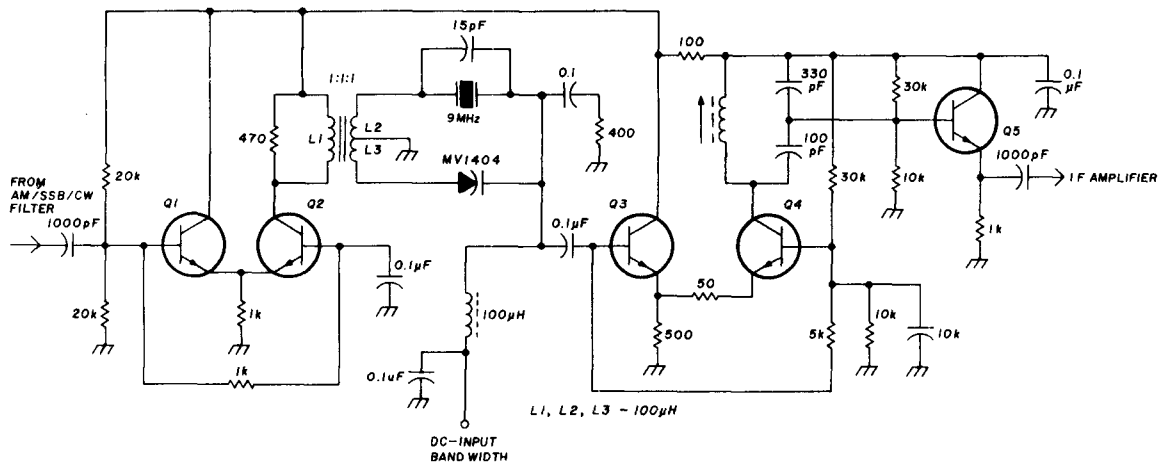 15pF
1:1:1
9MHz
0.1
400
100
330
pF
100
pF
30k
0.1
µF
Q5
470
L1
L2
L3
MV1404
20k
FROM
AM/SSB/CW
FILTER
1000pF
Q1
Q2
0.1µF
20k
1k
1k
100µH
0.1uF
DC-INPUT
BAND WIDTH
0.1µF
Q3
50
500
Q4
30k
10k
1000pF
IF AMPLIFIER
1k
5k
10k
10k
L1, L2, L3 ~100µH